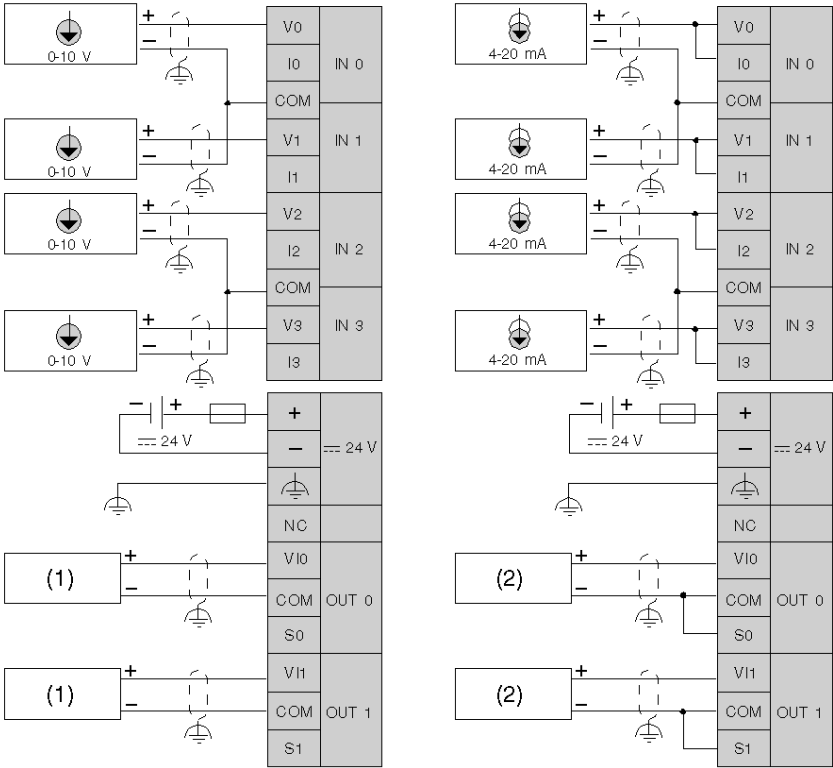 + V0 + V0
− I0 IN 0 − I0 IN 0
0-10 V 4-20 mA
COM COM
+ V1 IN 1 + V1 IN 1
− −
0-10 V I1 4-20 mA I1
+ V2 + V2
− −
0-10 V I2 IN 2 4-20 mA I2 IN 2
COM COM
+ V3 IN 3 + V3 IN 3
− −
0-10 V I3 4-20 mA I3
− + + − + +
24 V − 24 V 24 V − 24 V
NC NC
+ VI0 + VI0
(1) (2)
− COM OUT 0 − COM OUT 0
S0 S0
+ VI1 + VI1
(1) (2)
− COM OUT 1 − COM OUT 1
S1 S1